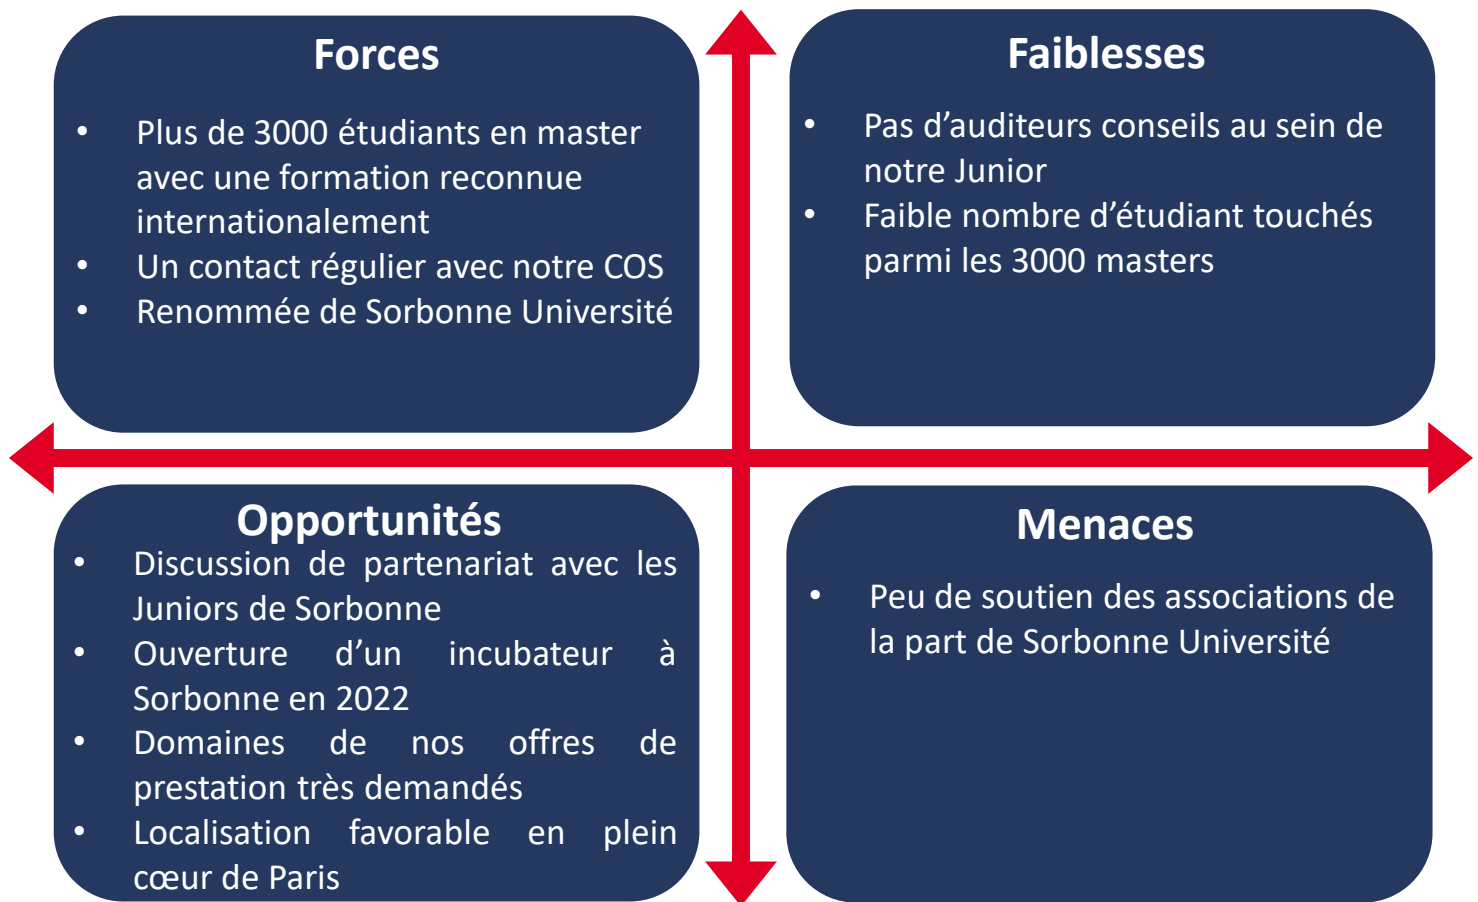 Forces
• Plus de 3000 étudiants en master
avec une formation reconnue
internationalement
• Un contact régulier avec notre COS
• Renommée de Sorbonne Université
Faiblesses
• Pas d’auditeurs conseils au sein de
notre Junior
• Faible nombre d’étudiant touchés
parmi les 3000 masters
Opportunités
• Discussion de partenariat avec les
Juniors de Sorbonne
• Ouverture d’un incubateur à
Sorbonne en 2022
• Domaines de nos offres de
prestation très demandés
• Localisation favorable en plein
cœur de Paris
Menaces
• Peu de soutien des associations de
la part de Sorbonne Université